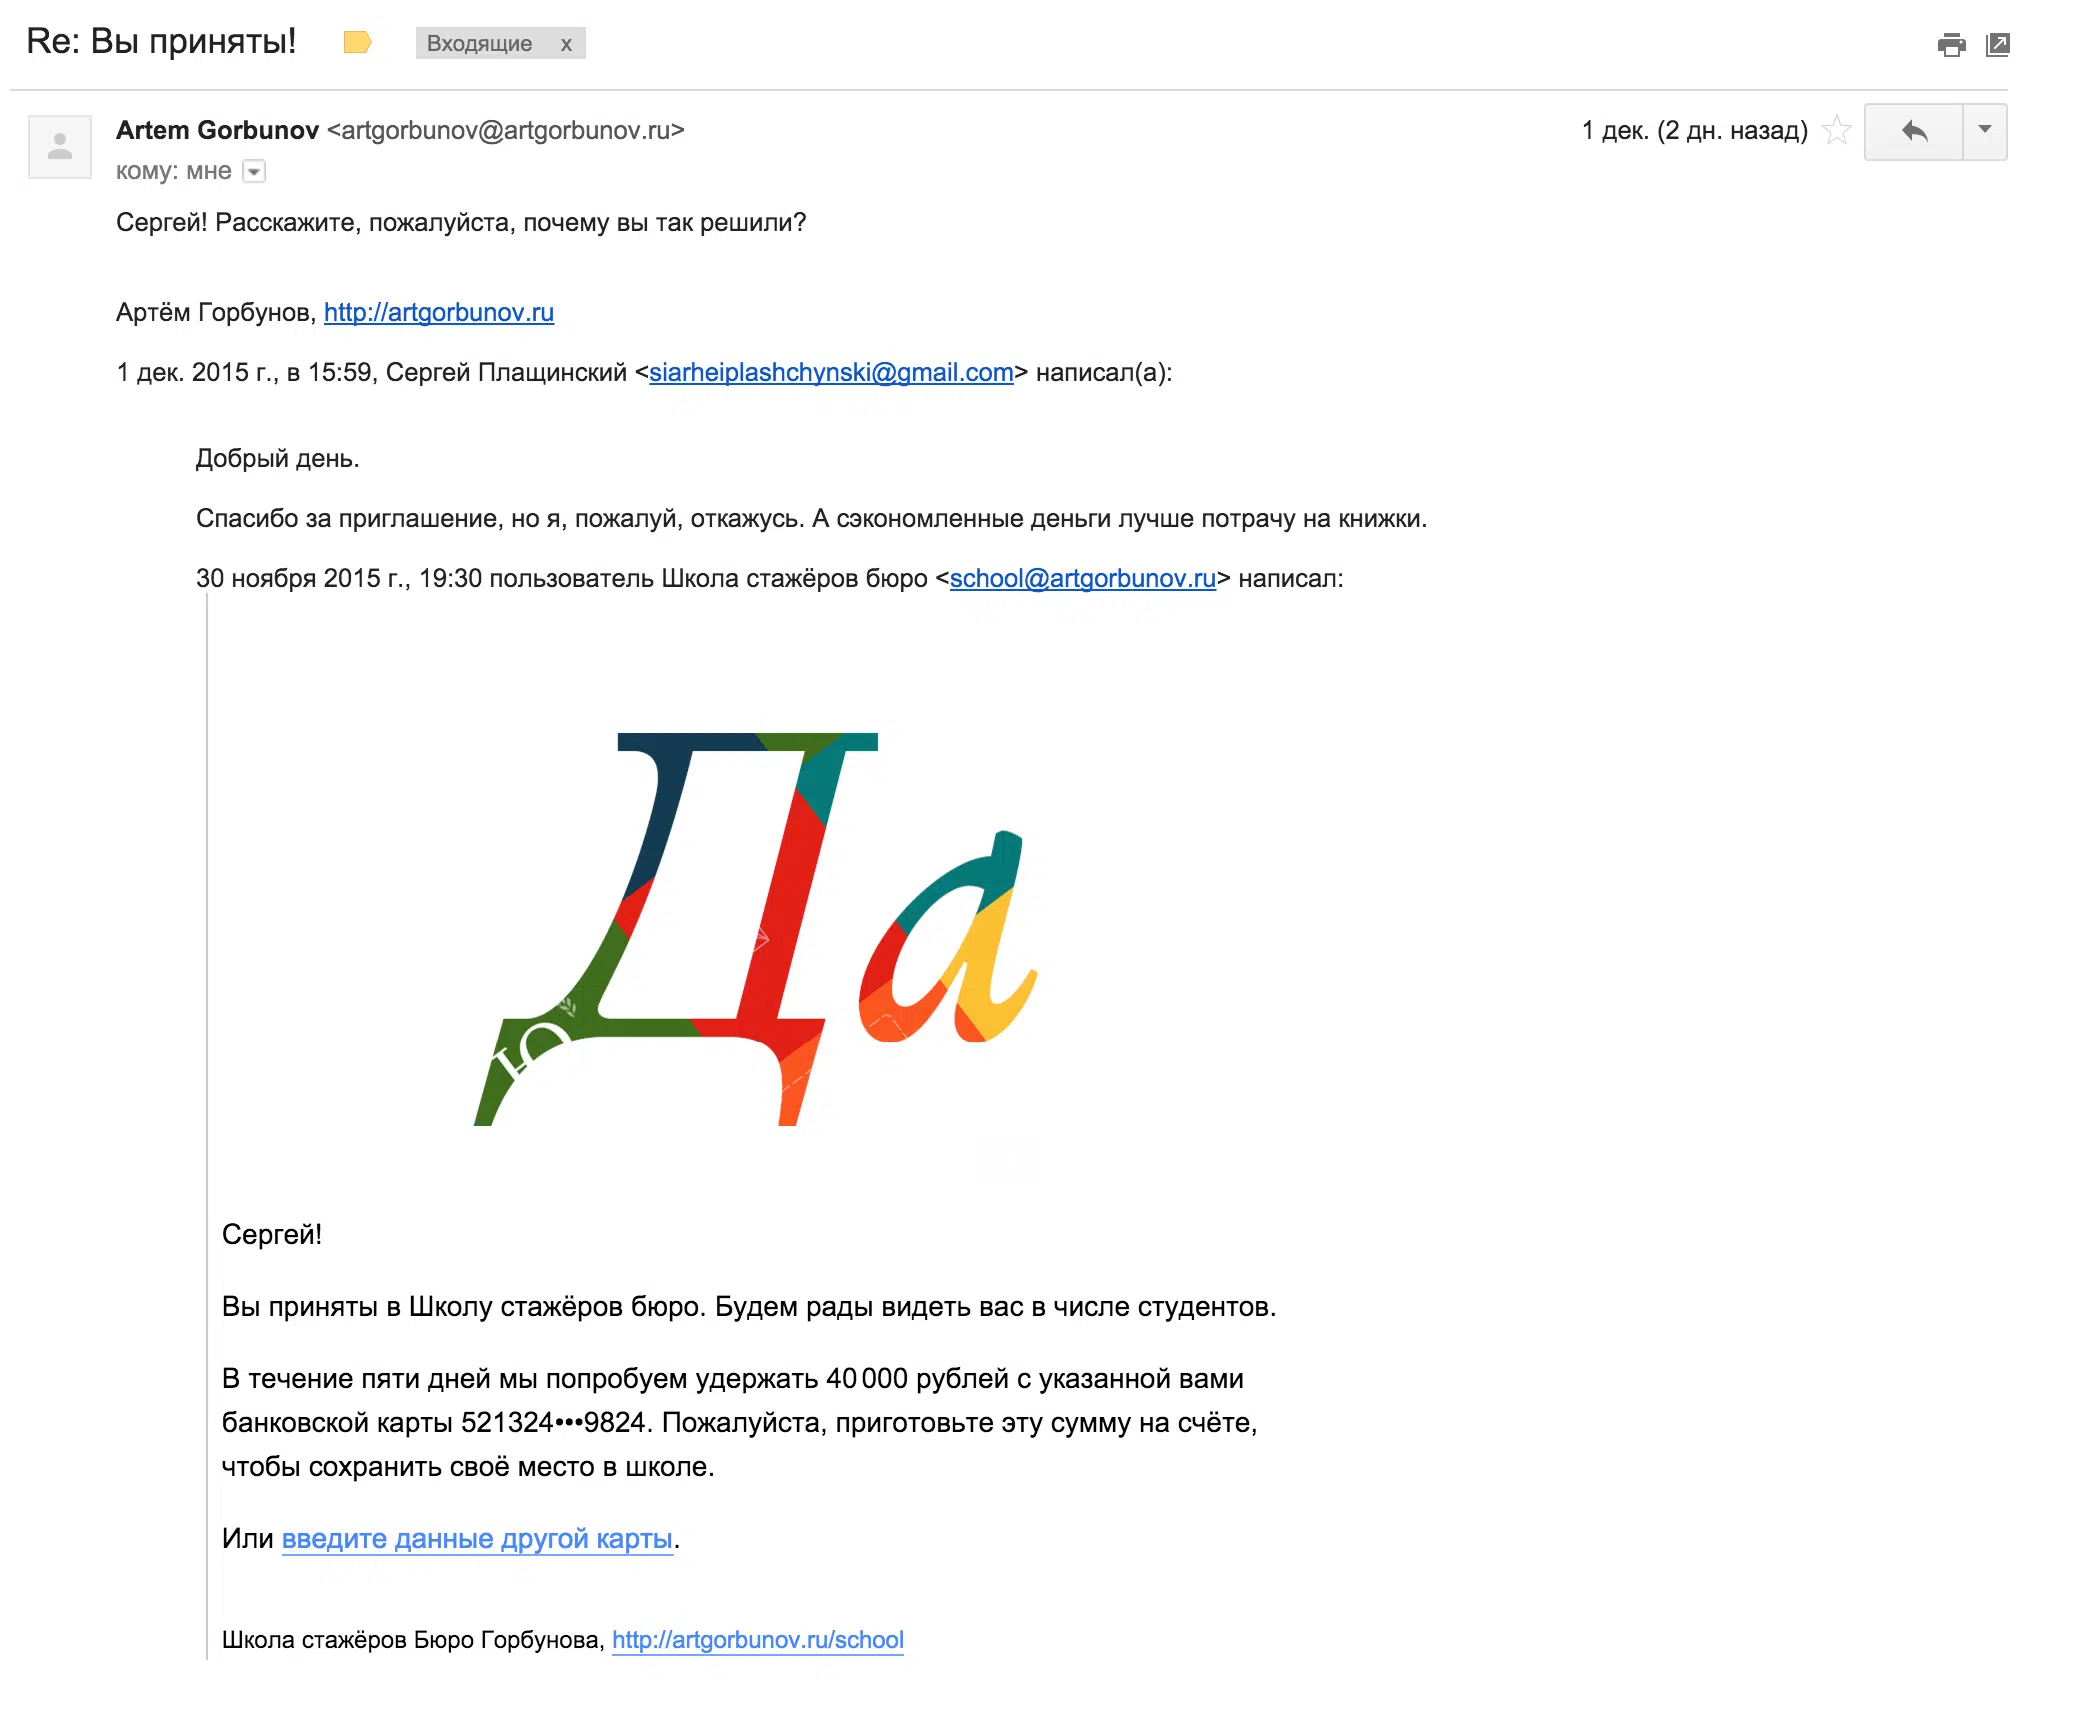 Re: Вы приняты!
Входящие x
Artem Gorbunov <artgorbunov@artgorbunov.ru>
1 дек. (2 дн. назад)
кому: мне
Сергей! Расскажите, пожалуйста, почему вы так решили?
Артём Горбунов, http://artgorbunov.ru
1 дек. 2015 г., в 15:59, Сергей Плащинский <siarheiplashchynski@gmail.com> написал(а):
Добрый день.
Спасибо за приглашение, но я, пожалуй, откажусь. А сэкономленные деньги лучше потрачу на книжки.
30 ноября 2015 г., 19:30 пользователь Школа стажёров бюро <school@artgorbunov.ru> написал:
Да
Ю
Сергей!
Вы приняты в Школу стажёров бюро. Будем рады видеть вас в числе студентов.
В течение пяти дней мы попробуем удержать 40 000 рублей с указанной вами
банковской карты 521324•••9824. Пожалуйста, приготовьте эту сумму на счёте,
чтобы сохранить своё место в школе.
Или введите данные другой карты.
Школа стажёров Бюро Горбунова, http://artgorbunov.ru/school